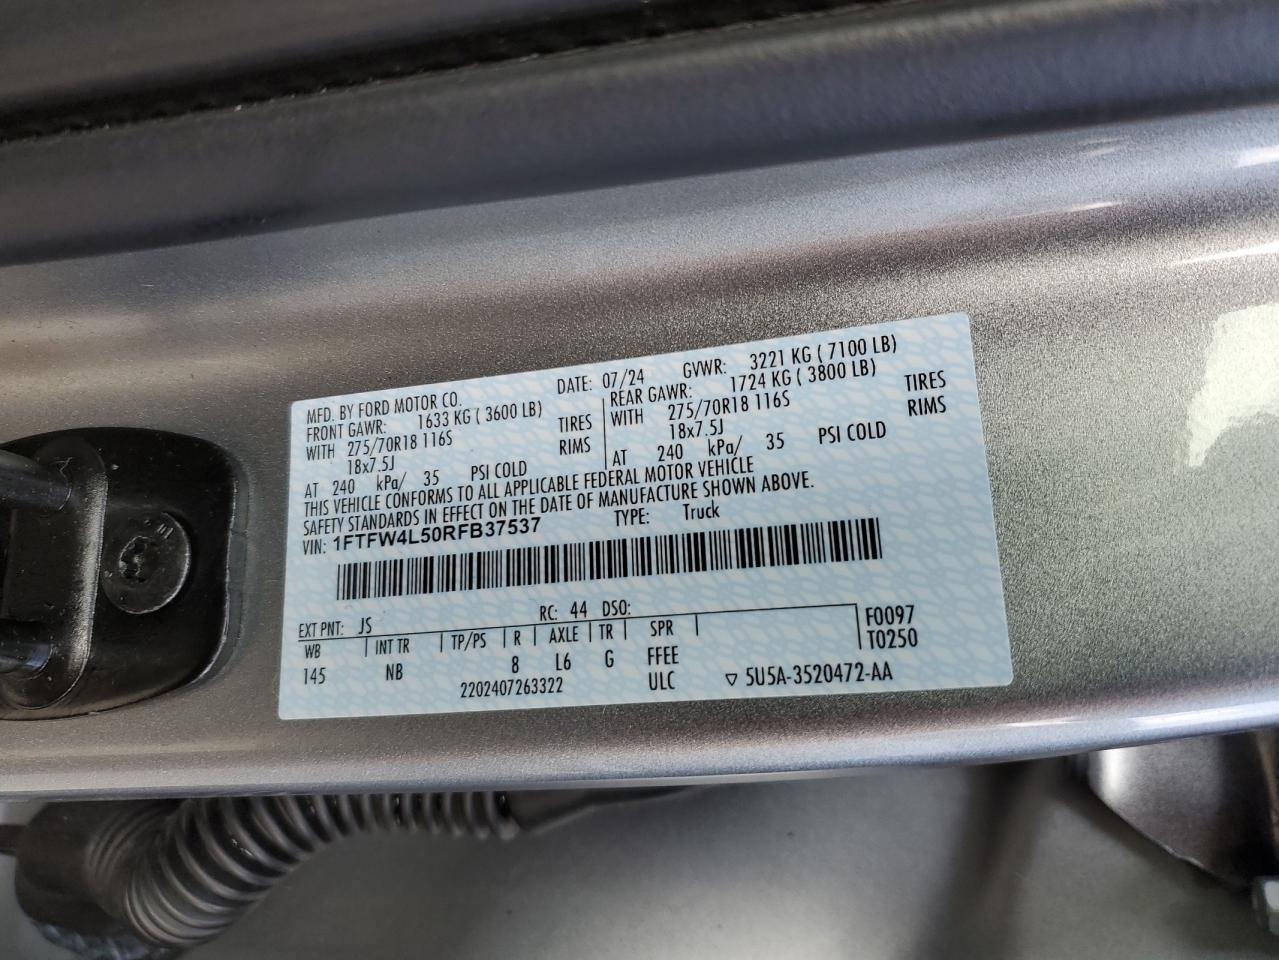 MFD. BY FORD MOTOR CO.
DATE: 07/24 GVWR: 3221 KG ( 7100 LB)
FRONT GAWR: 1633 KG ( 3600 LB)
REAR GAWR: 1724 KG ( 3800 LB)
WITH 275/70R18 116S TIRES
WITH 275/70R18 116S TIRES
18x7.5J RIMS
18x7.5J RIMS
AT 240 kPa/ 35 PSI COLD
AT 240 kPa/ 35 PSI COLD
THIS VEHICLE CONFORMS TO ALL APPLICABLE FEDERAL MOTOR VEHICLE
SAFETY STANDARDS IN EFFECT ON THE DATE OF MANUFACTURE SHOWN ABOVE.
VIN: 1FTFW4L50RFB37537 TYPE: Truck
EXT PNT: JS RC: 44 DSO:
WB INT TR TP/PS R AXLE TR SPR F0097
145 NB 8 L6 G FFEE T0250
2202407263322 ULC ▽ 5U5A-3520472-AA